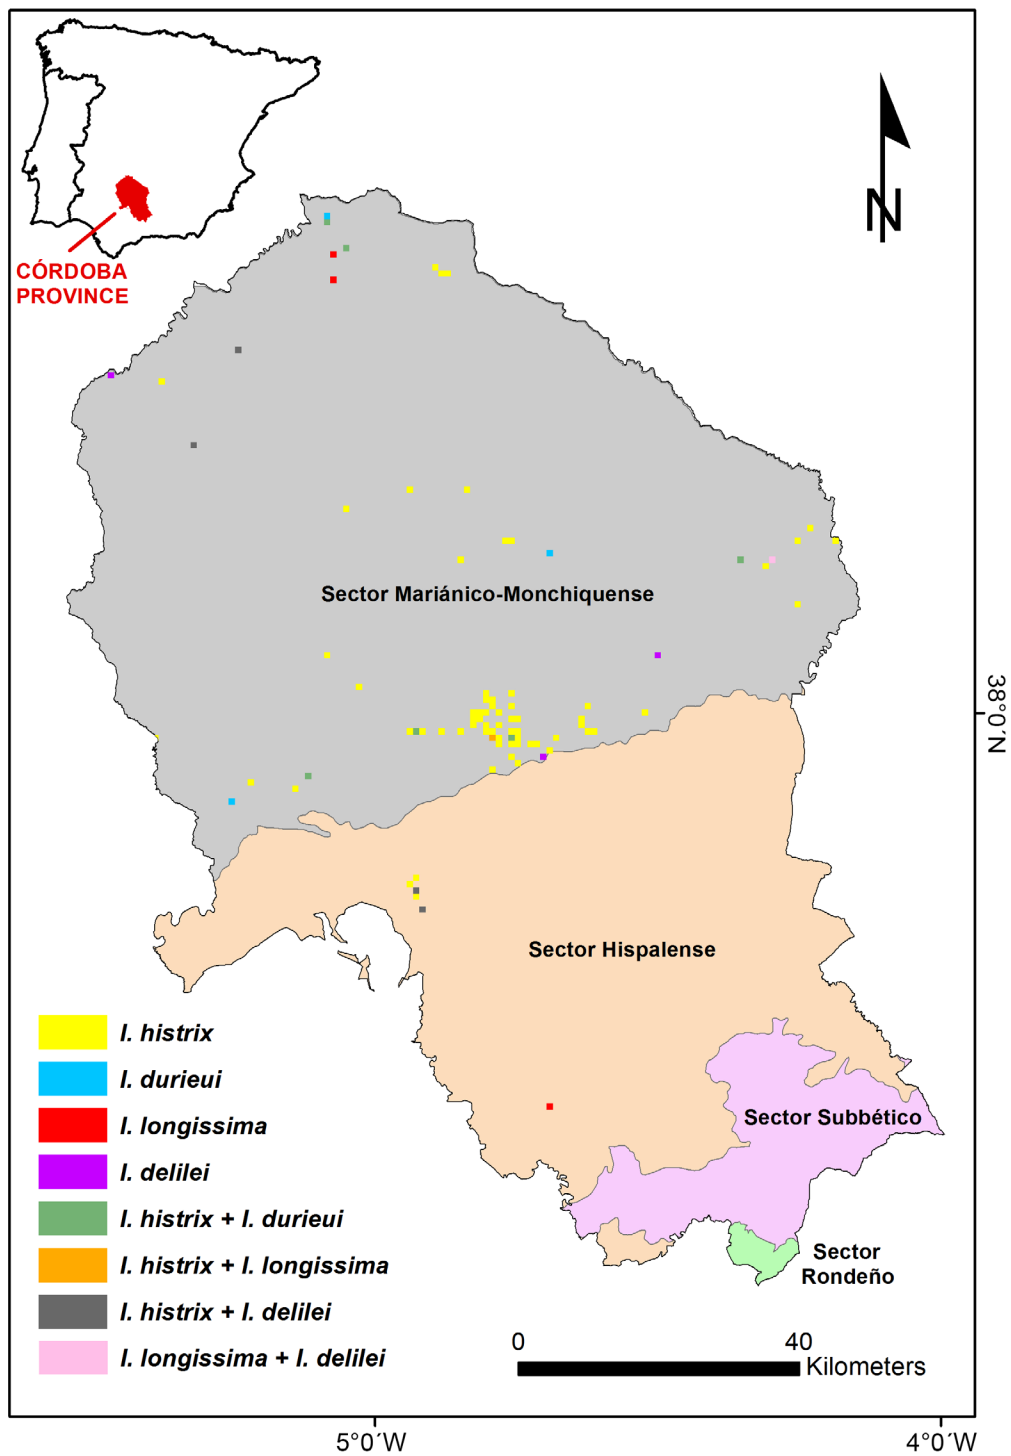 CÓRDOBA
PROVINCE
N
Sector Mariánico-Monchiquense
38°0´N
Sector Hispalense
Sector Subbético
Sector
Rondeño
I. histrix
I. durieui
I. longissima
I. delilei
I. histrix + I. durieui
I. histrix + I. longissima
I. histrix + I. delilei
I. longissima + I. delilei
0 40
Kilometers
5°0´W 4°0´W